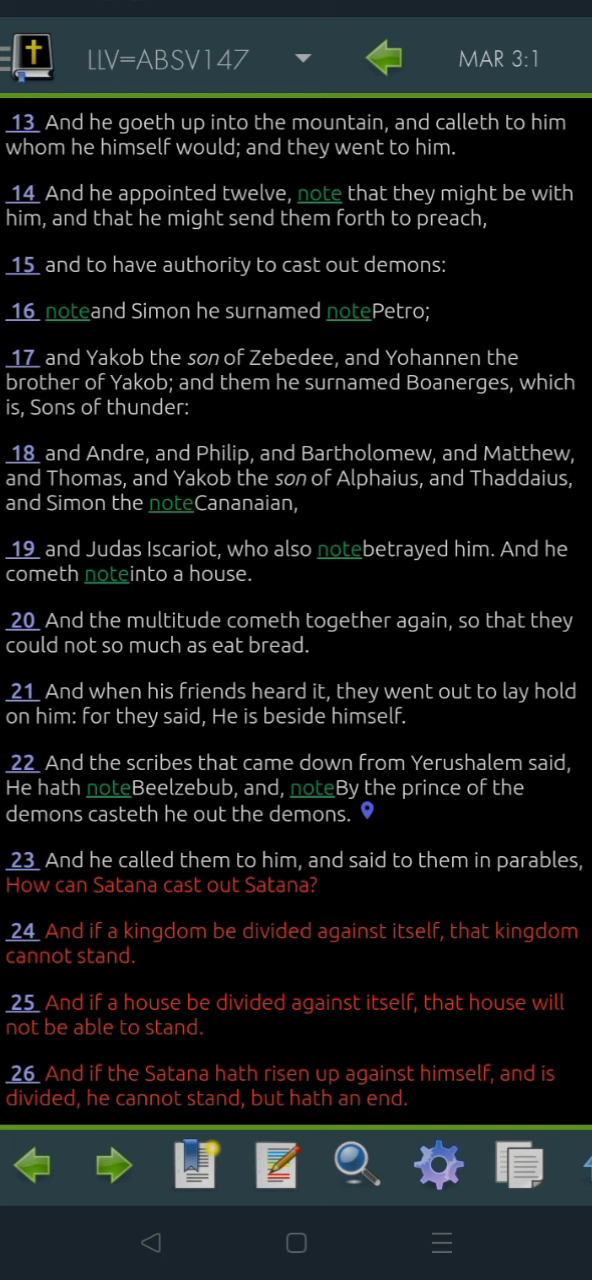 LLV=ABSV147
MAR 3:1
13 And he goeth up into the mountain, and calleth to him
whom he himself would; and they went to him.
14 And he appointed twelve, note that they might be with
him, and that he might send them forth to preach,
15 and to have authority to cast out demons:
16 noteand Simon he surnamed notePetro;
17 and Yakob the son of Zebedee, and Yohannen the
brother of Yakob; and them he surnamed Boanerges, which
is, Sons of thunder:
18 and Andre, and Philip, and Bartholomew, and Matthew,
and Thomas, and Yakob the son of Alphaius, and Thaddaius,
and Simon the noteCananaian,
19 and Judas Iscariot, who also notebetrayed him. And he
cometh noteinto a house.
20 And the multitude cometh together again, so that they
could not so much as eat bread.
21 And when his friends heard it, they went out to lay hold
on him: for they said, He is beside himself.
22 And the scribes that came down from Yerushalem said,
He hath noteBeelzebub, and, noteBy the prince of the
demons casteth he out the demons.
23 And he called them to him, and said to them in parables,
How can Satana cast out Satana?
24 And if a kingdom be divided against itself, that kingdom
cannot stand.
25 And if a house be divided against itself, that house will
not be able to stand.
26 And if the Satana hath risen up against himself, and is
divided, he cannot stand, but hath an end.